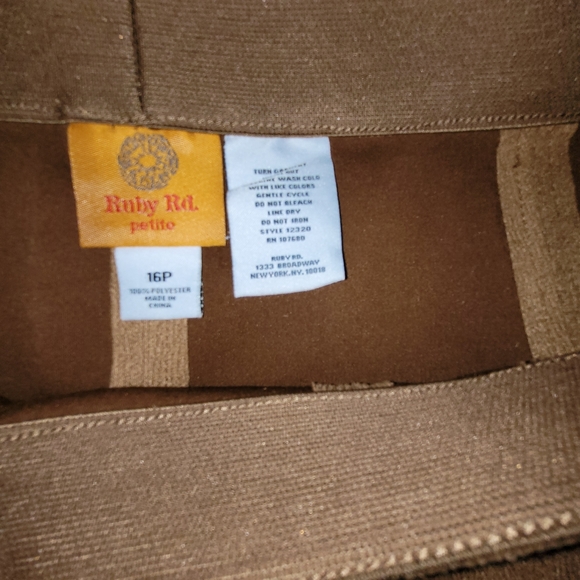 Ruby Rd.
petite
16P
100% POLYESTER
MADE IN
CHINA
TURN
WASH COLD
WITH LIKE COLORS
GENTLE CYCLE
DO NOT BLEACH
LINE DRY
DO NOT IRON
STYLE 12320
RN 107680
RUBY RD.
1333 BROADWAY
NEW YORK, NY. 10018